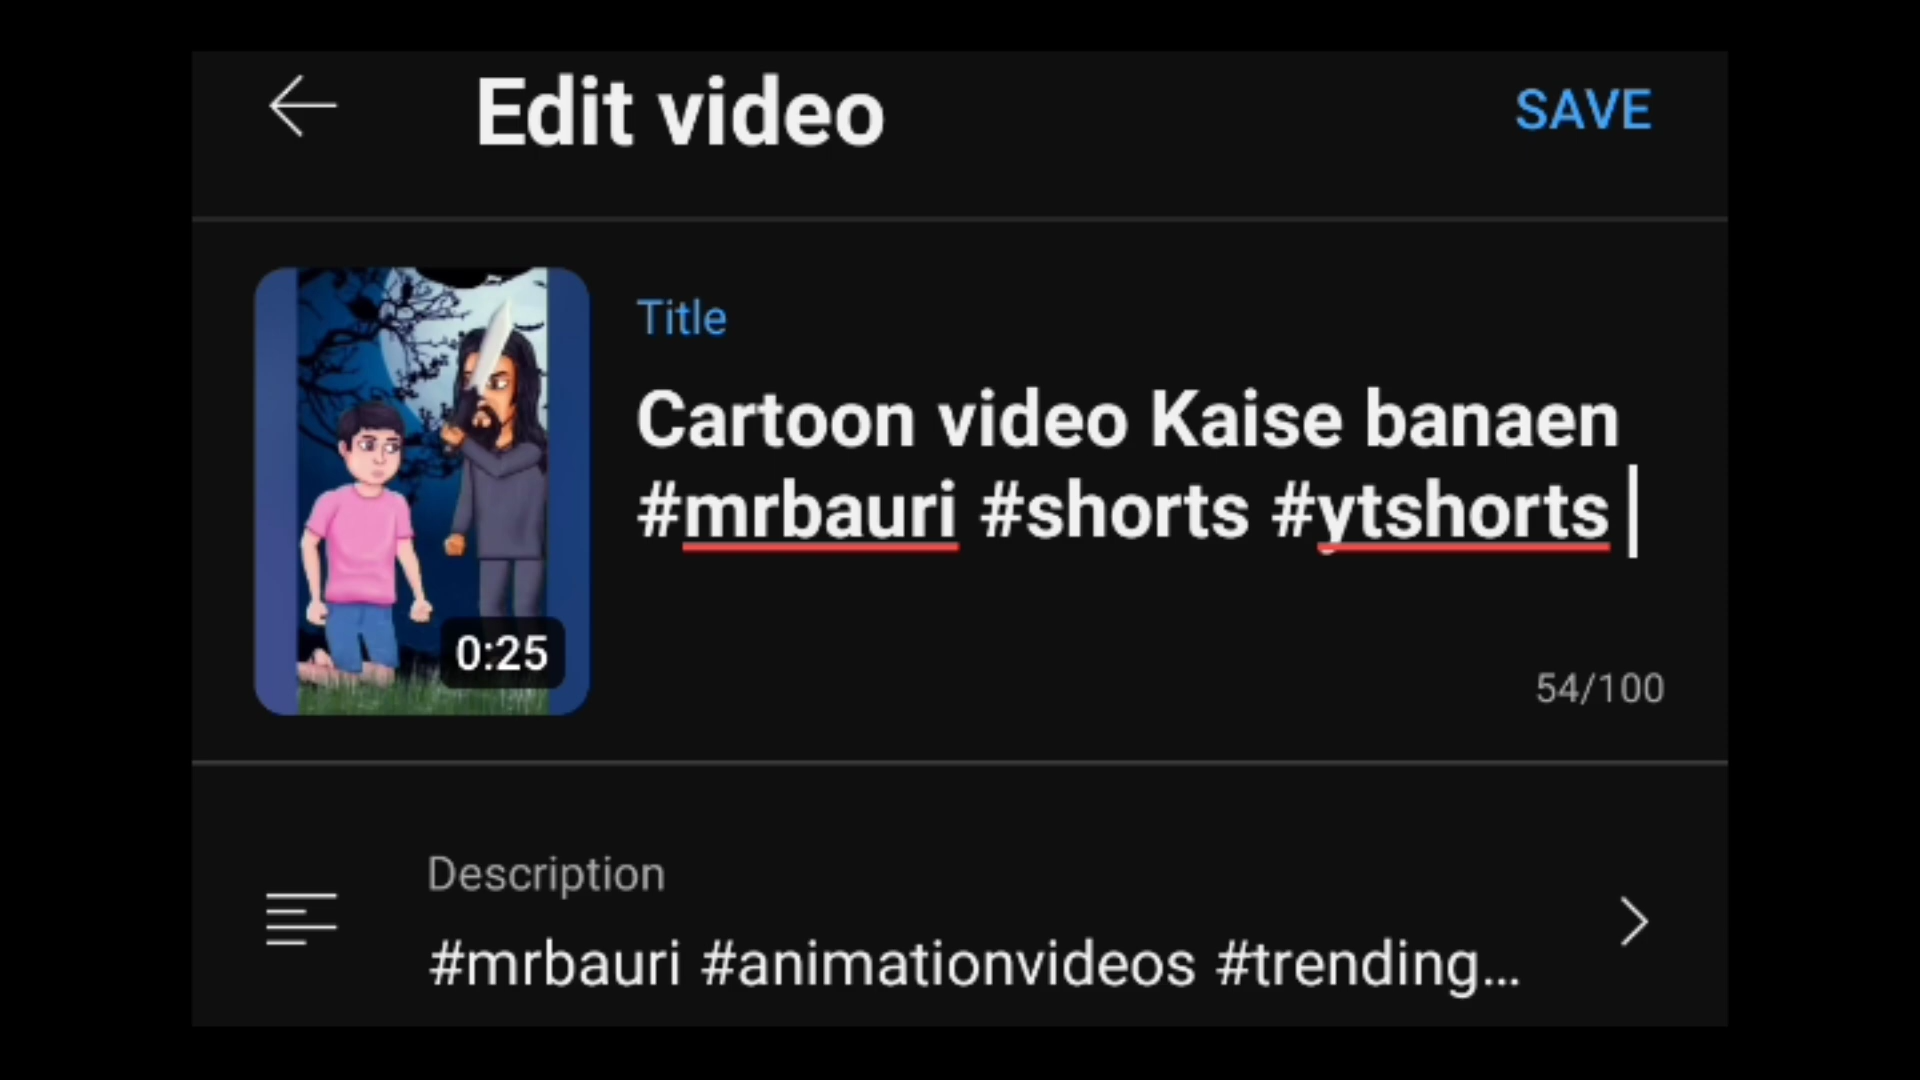 Edit video
SAVE
Title
Cartoon video Kaise banaen
#mrbauri #shorts #ytshorts
0:25
54/100
Description
#mrbauri #animationvideos #trending...